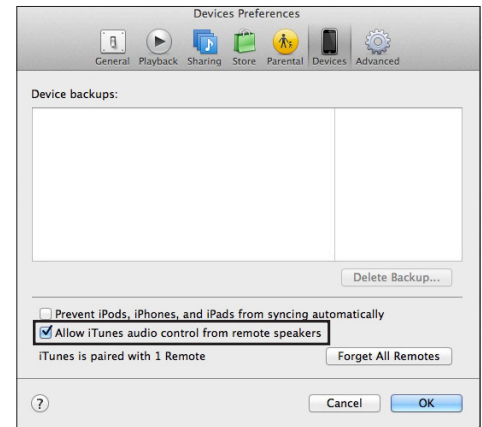 Devices Preferences
General Playback Sharing Store Parental Devices Advanced
Device backups:
Delete Backup...
Prevent iPods, iPhones, and iPads from syncing automatically
Allow iTunes audio control from remote speakers
iTunes is paired with 1 Remote Forget All Remotes
? Cancel OK